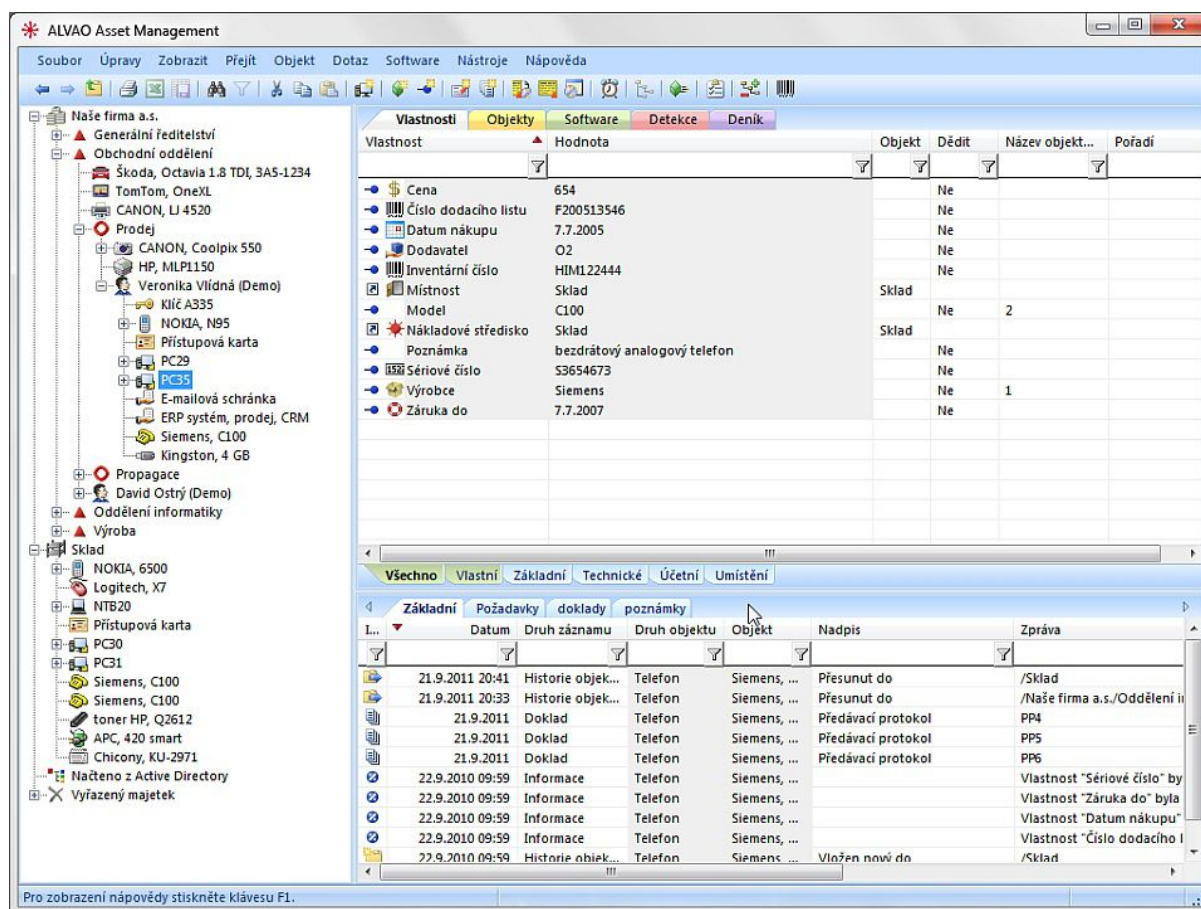 ALVAO Asset Management
Soubor Úpravy Zobrazit Přejít Objekt Dotaz Software Nástroje Nápověda
Naše firma a.s.
Generální ředitelství
Obchodní oddělení
Škoda, Octavia 1.8 TDI, 3A5-1234
TomTom, OneXL
CANON, LJ 4520
Prodej
CANON, Coolpix 550
HP, MLP1150
Veronika Vlídná (Demo)
Klíč A335
NOKIA, N95
Přístupová karta
PC29
PC35
E-mailová schránka
ERP systém, prodej, CRM
Siemens, C100
Kingston, 4 GB
Propagace
David Ostrý (Demo)
Oddělení informatiky
Výroba
Sklad
NOKIA, 6500
Logitech, X7
NTB20
Přístupová karta
PC30
PC31
Siemens, C100
Siemens, C100
toner HP, Q2612
APC, 420 smart
Chicony, KU-2971
Načteno z Active Directory
Vyřazený majetek
Vlastnosti Objekty Software Detekce Deník
Vlastnost Hodnota Objekt Dědit Název objekt... Pořadí
Cena 654 Ne
Číslo dodacího listu F200513546 Ne
Datum nákupu 7.7.2005 Ne
Dodavatel O2 Ne
Inventární číslo HIM122444 Ne
Místnost Sklad Sklad
Model C100 Ne 2
Nákladové středisko Sklad Sklad
Poznámka bezdrátový analogový telefon Ne
Sériové číslo S3654673 Ne
Výrobce Siemens Ne 1
Záruka do 7.7.2007 Ne
Všechno Vlastní Základní Technické Účetní Umístění
Základní Požadavky doklady poznámky
I... Datum Druh záznamu Druh objektu Objekt Nadpis Zpráva
21.9.2011 20:41 Historie objek... Telefon Siemens, ... Přesunut do /Sklad
21.9.2011 20:33 Historie objek... Telefon Siemens, ... Přesunut do /Naše firma a.s./Oddělení i
21.9.2011 Doklad Telefon Siemens, ... Předávací protokol PP4
21.9.2011 Doklad Telefon Siemens, ... Předávací protokol PP5
21.9.2011 Doklad Telefon Siemens, ... Předávací protokol PP6
22.9.2010 09:59 Informace Telefon Siemens, ... Vlastnost "Sériové číslo" by
22.9.2010 09:59 Informace Telefon Siemens, ... Vlastnost "Záruka do" byla
22.9.2010 09:59 Informace Telefon Siemens, ... Vlastnost "Datum nákupu"
22.9.2010 09:59 Informace Telefon Siemens, ... Vlastnost "Číslo dodacího l
22.9.2010 09:59 Historie objek... Telefon Siemens ... Vložen nový do /Sklad
Pro zobrazení nápovědy stiskněte klávesu F1.